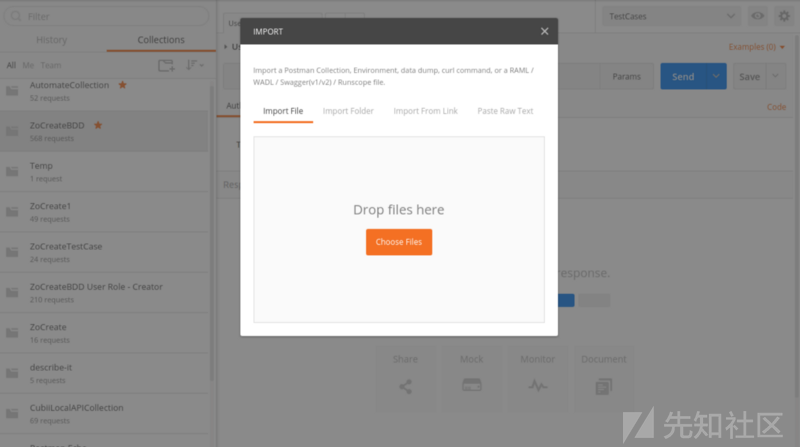 Filter
History
Collections
All Me Team
AutomateCollection
52 requests
ZoCreateBDD
568 requests
Temp
1 request
ZoCreate1
49 requests
ZoCreateTestCase
24 requests
ZoCreateBDD User Role - Creator
210 requests
ZoCreate
16 requests
describe-it
5 requests
CubiiLocalAPICollection
69 requests
TestCases
Examples (0)
Params
Send
Save
Code
IMPORT
Import a Postman Collection, Environment, data dump, curl command, or a RAML /
WADL / Swagger(v1/v2) / Runscope file.
Import File
Import Folder
Import From Link
Paste Raw Text
Drop files here
Choose Files
response.
Share
Mock
Monitor
Document
先知社区